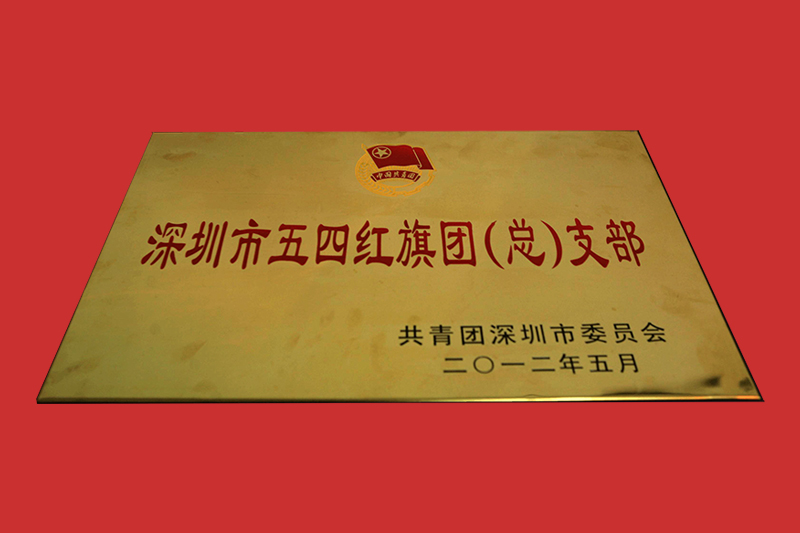 中国共青团
深圳市五四红旗团(总)支部
共青团深圳市委员会
二〇一二年五月